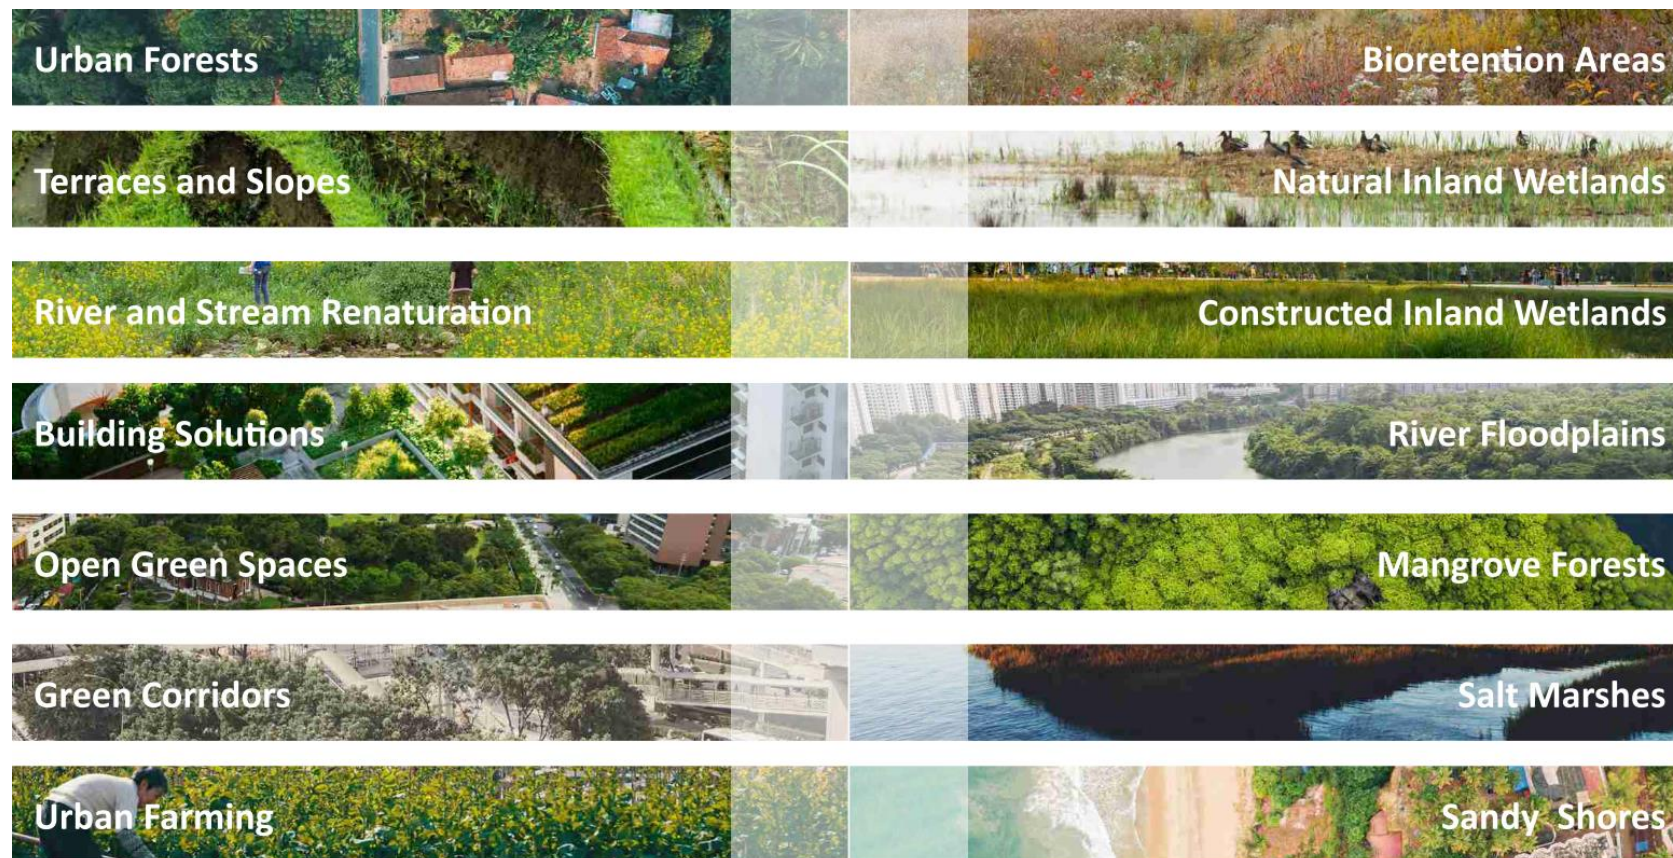 Urban Forests
Bioretention Areas
Terraces and Slopes
Natural Inland Wetlands
River and Stream Renaturation
Constructed Inland Wetlands
Building Solutions
River Floodplains
Open Green Spaces
Mangrove Forests
Green Corridors
Salt Marshes
Urban Farming
Sandy Shores